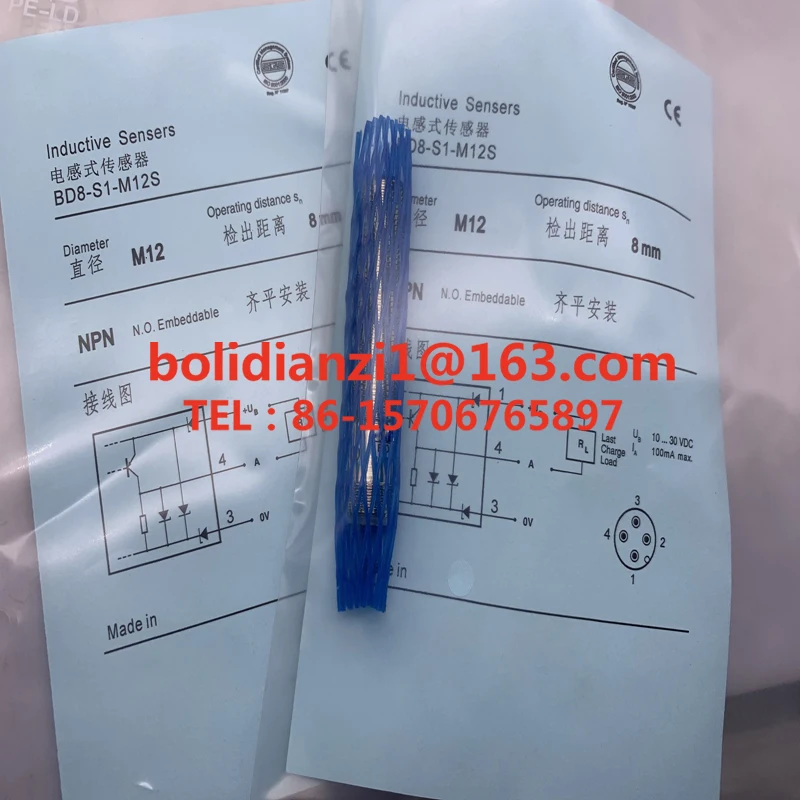 PE-LD
CE
Inductive Sensers
电感式传感器
BD8-S1-M12S
Diameter
直径
M12
Operating distance sn
检出距离
8 mm
NPN
N.O. Embeddable
齐平安装
接线图
+UB
4
A
3
0V
Made in
CE
Inductive Sensers
电感式传感器
BD8-S1-M12S
径
M12
Operating distance sn
检出距离
8 mm
PN
N.O. Embeddable
齐平安装
线图
bolidianzi1@163.com
TEL：86-15706765897
1
4
A
3
0V
RL
Last
Charge
Load
UB 10 ... 30 VDC
IA 100mA max.
3
4
2
1
in